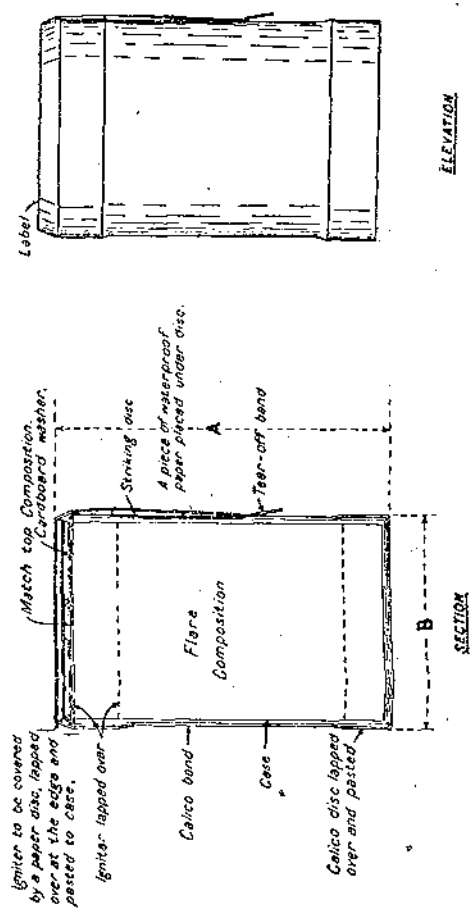 Label
ELEVATION
Igniter to be covered
by a paper disc, lapped
over at the edge and
pasted to case.
Match top Composition.
Cardboard washer.
Igniter lapped over
Striking disc
A piece of waterproof
paper placed under disc.
Tear-off band
Calico band
Case
Flare
Composition
Calico disc lapped
over and pasted
A
B
SECTION